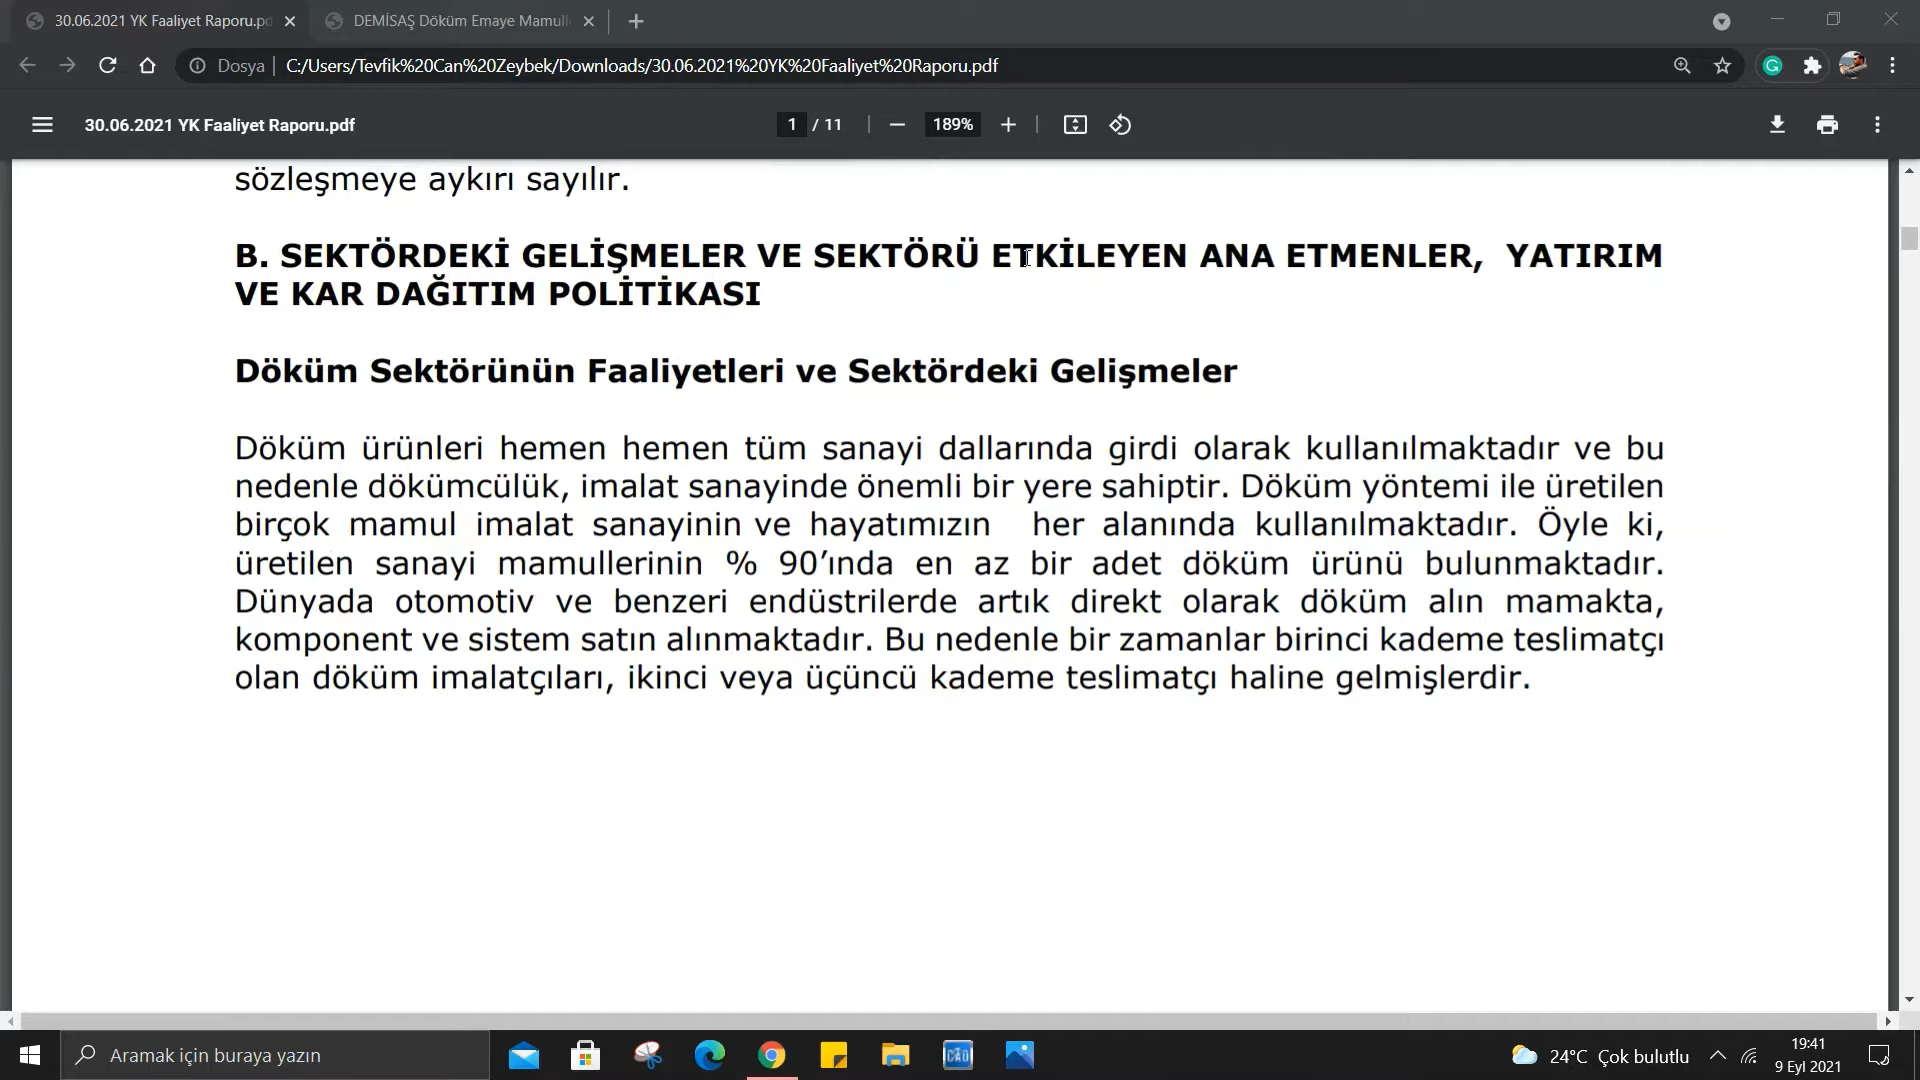 30.06.2021 YK Faaliyet Raporu.pd
DEMİSAŞ Döküm Emaye Mamull
Dosya
C:/Users/Tevfik%20Can%20Zeybek/Downloads/30.06.2021%20YK%20Faaliyet%20Raporu.pdf
30.06.2021 YK Faaliyet Raporu.pdf
1 / 11
189%
sözleşmeye aykırı sayılır.
B. SEKTÖRDEKİ GELİŞMELER VE SEKTÖRÜ ETKİLEYEN ANA ETMENLER, YATIRIM
VE KAR DAĞITIM POLİTİKASI
Döküm Sektörünün Faaliyetleri ve Sektördeki Gelişmeler
Döküm ürünleri hemen hemen tüm sanayi dallarında girdi olarak kullanılmaktadır ve bu
nedenle dökümcülük, imalat sanayinde önemli bir yere sahiptir. Döküm yöntemi ile üretilen
birçok mamul imalat sanayinin ve hayatımızın her alanında kullanılmaktadır. Öyle ki,
üretilen sanayi mamullerinin % 90’ında en az bir adet döküm ürünü bulunmaktadır.
Dünyada otomotiv ve benzeri endüstrilerde artık direkt olarak döküm alın mamakta,
komponent ve sistem satın alınmaktadır. Bu nedenle bir zamanlar birinci kademe teslimatçı
olan döküm imalatçıları, ikinci veya üçüncü kademe teslimatçı haline gelmişlerdir.
Aramak için buraya yazın
CAD
24°C Çok bulutlu
19:41
9 Eyl 2021